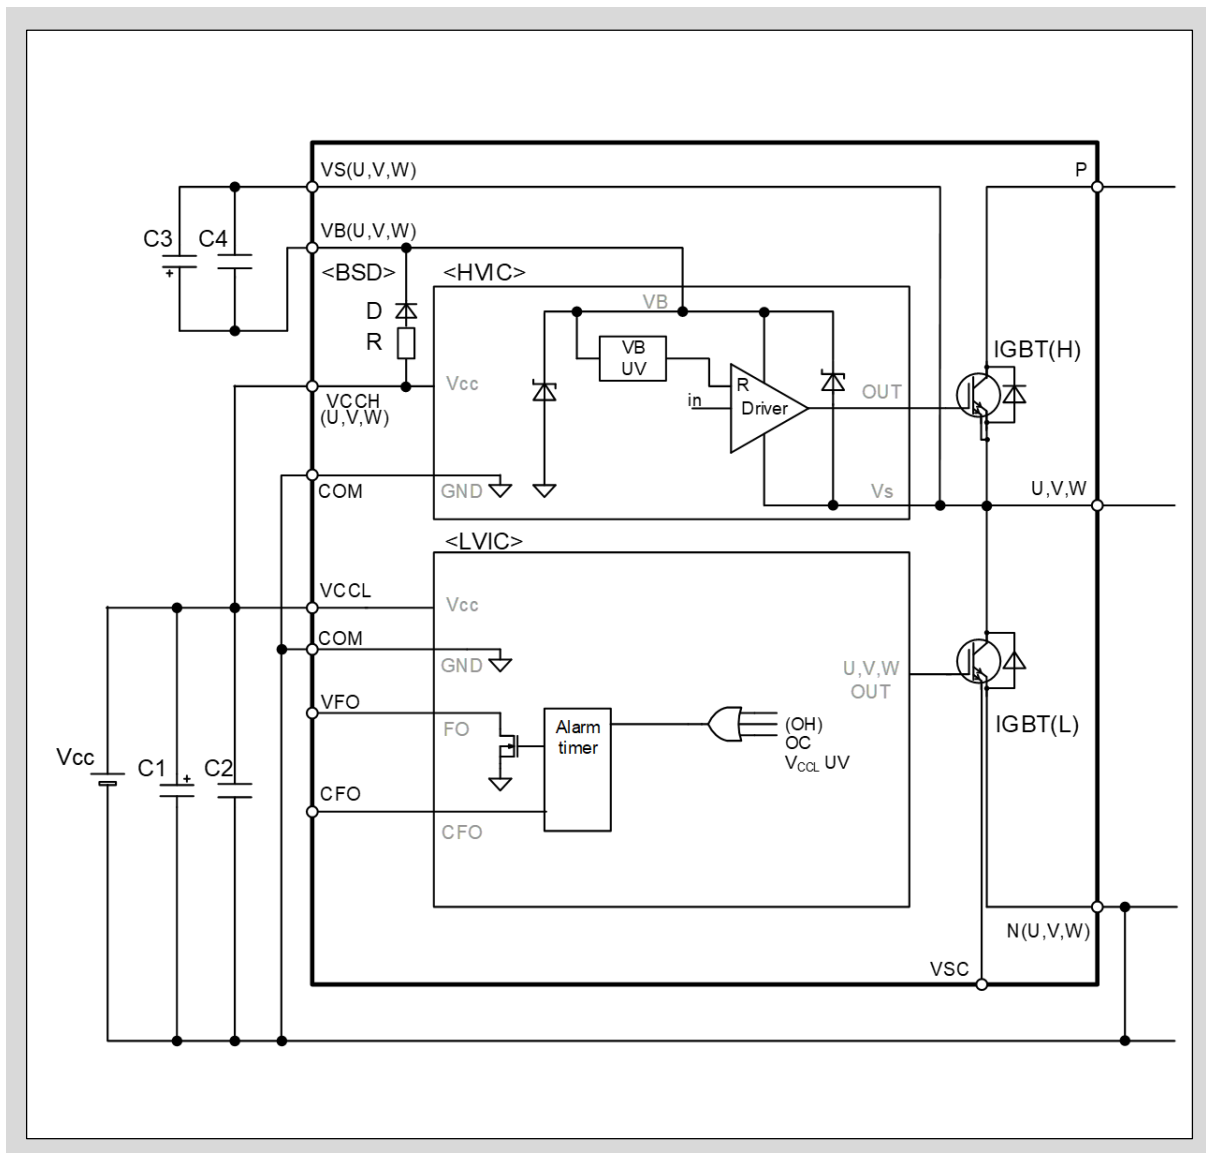 VS(U,V,W)
P
VB(U,V,W)
C3
C4
+
<BSD>
<HVIC>
VB
D
R
VB
UV
IGBT(H)
R
Vcc
in
Driver
OUT
VCCH
(U,V,W)
COM
GND
Vs
U,V,W
<LVIC>
VCCL
Vcc
COM
GND
U,V,W
OUT
VFO
FO
Alarm
timer
(OH)
OC
VCCL UV
IGBT(L)
Vcc
C1
+
C2
CFO
CFO
N(U,V,W)
VSC